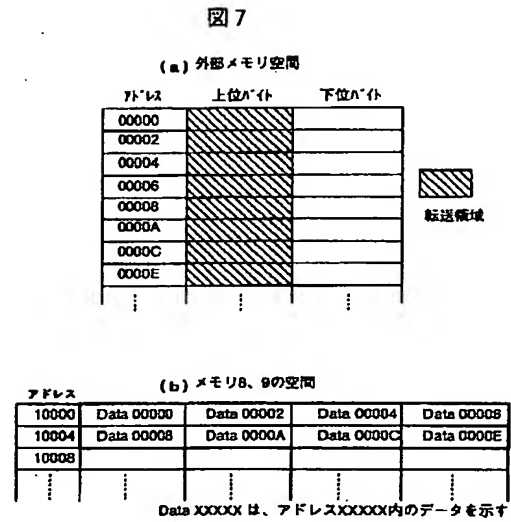 図7
(a) 外部メモリ空間
ｱﾄﾞﾚｽ 上位ﾊﾞｲﾄ 下位ﾊﾞｲﾄ
00000
00002
00004
00006
00008
0000A
0000C
0000E
転送領域
(b) メモリ8、9の空間
アドレス
10000 Data 00000 Data 00002 Data 00004 Data 00006
10004 Data 00008 Data 0000A Data 0000C Data 0000E
10008
Data XXXXX は、アドレスXXXXX内のデータを示す